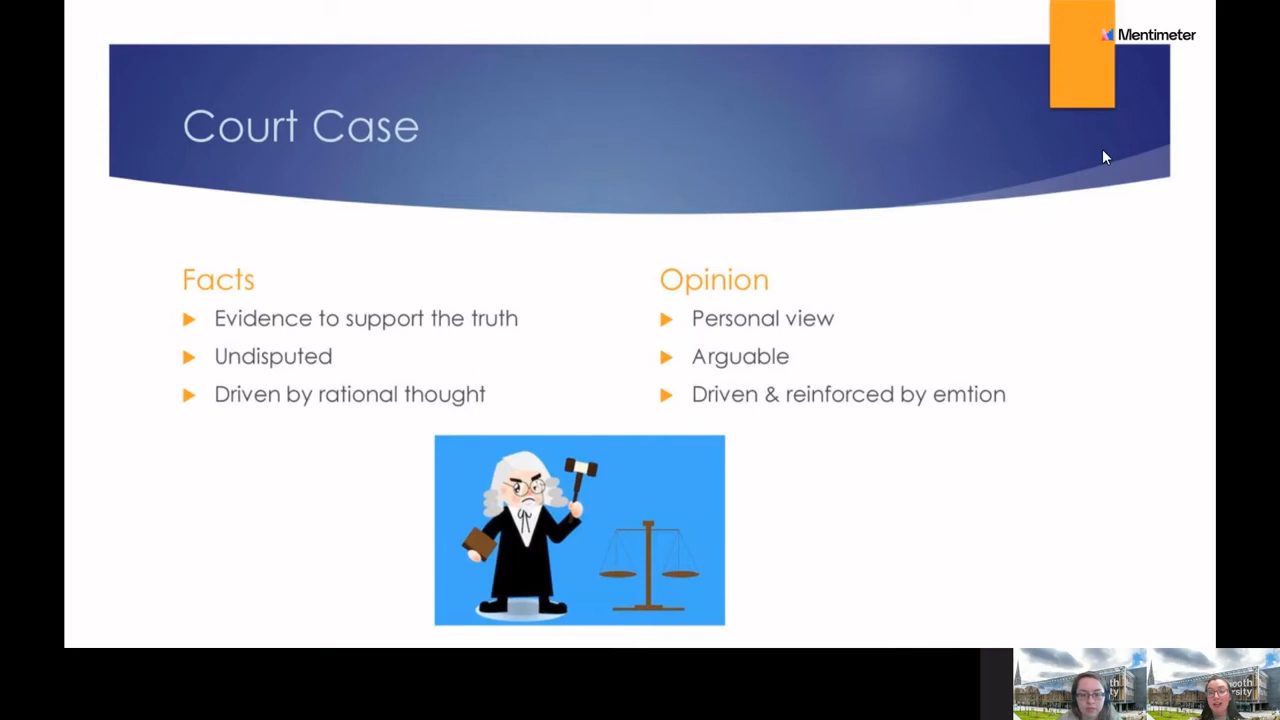 Mentimeter
Court Case
Facts
Evidence to support the truth
Undisputed
Driven by rational thought
Opinion
Personal view
Arguable
Driven & reinforced by emtion